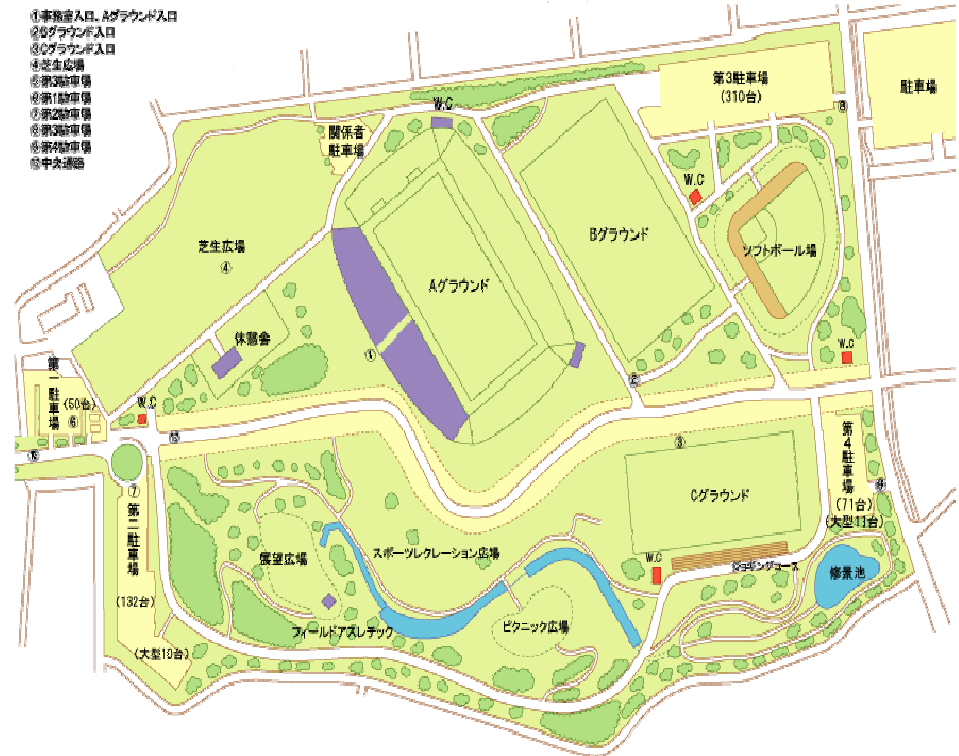 ①事務室入口、Aグラウンド入口
②Bグラウンド入口
③Cグラウンド入口
④芝生広場
⑤第3駐車場
⑥第1駐車場
⑦第2駐車場
⑧第3駐車場
⑨第4駐車場
⑩中央通路
W.C
関係者
駐車場
第3駐車場
(310台)
駐車場
⑧
W.C
芝生広場
④
Aグラウンド
Bグラウンド
ソフトボール場
休憩舎
①
②
W.C
第一駐車場
(50台)
⑥
W.C
⑩
⑩
③
⑦
第二駐車場
(132台)
(大型19台)
展望広場
スポーツレクレーション広場
フィールドアスレチック
ピクニック広場
Cグラウンド
W.C
ジョギングコース
第4駐車場
(71台)
(大型11台)
⑨
修景池